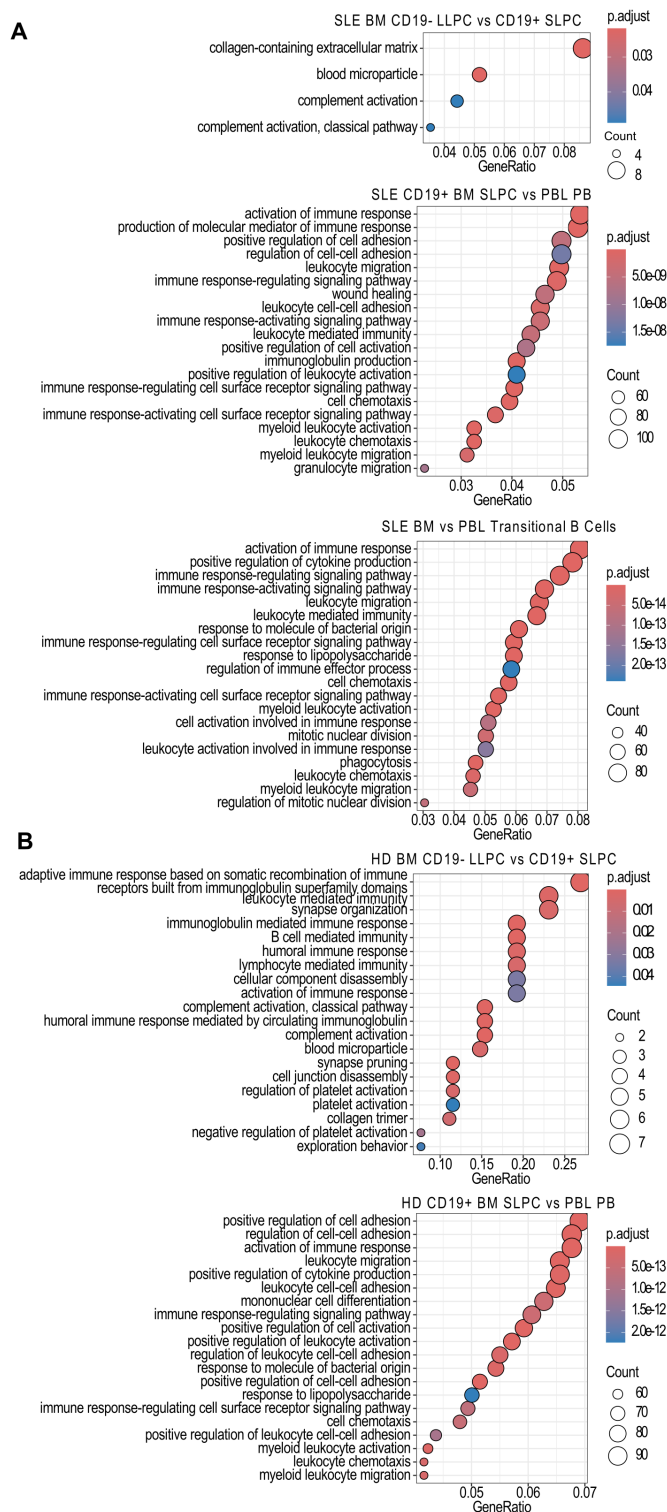 A
SLE BM CD19- LLPC vs CD19+ SLPC
collagen-containing extracellular matrix
blood microparticle
complement activation
complement activation, classical pathway
0.04 0.05 0.06 0.07 0.08
GeneRatio
p.adjust
0.03
0.04
Count
4
8
SLE CD19+ BM SLPC vs PBL PB
activation of immune response
production of molecular mediator of immune response
positive regulation of cell adhesion
regulation of cell-cell adhesion
leukocyte migration
immune response-regulating signaling pathway
wound healing
leukocyte cell-cell adhesion
immune response-activating signaling pathway
leukocyte mediated immunity
positive regulation of cell activation
immunoglobulin production
positive regulation of leukocyte activation
immune response-regulating cell surface receptor signaling pathway
cell chemotaxis
immune response-activating cell surface receptor signaling pathway
myeloid leukocyte activation
leukocyte chemotaxis
myeloid leukocyte migration
granulocyte migration
0.03 0.04 0.05
GeneRatio
p.adjust
5.0e-09
1.0e-08
1.5e-08
Count
60
80
100
SLE BM vs PBL Transitional B Cells
activation of immune response
positive regulation of cytokine production
immune response-regulating signaling pathway
immune response-activating signaling pathway
leukocyte migration
leukocyte mediated immunity
response to molecule of bacterial origin
immune response-regulating cell surface receptor signaling pathway
response to lipopolysaccharide
regulation of immune effector process
cell chemotaxis
immune response-activating cell surface receptor signaling pathway
myeloid leukocyte activation
cell activation involved in immune response
mitotic nuclear division
leukocyte activation involved in immune response
phagocytosis
leukocyte chemotaxis
myeloid leukocyte migration
regulation of mitotic nuclear division
0.03 0.04 0.05 0.06 0.07 0.08
GeneRatio
p.adjust
5.0e-14
1.0e-13
1.5e-13
2.0e-13
Count
40
60
80
B
HD BM CD19- LLPC vs CD19+ SLPC
adaptive immune response based on somatic recombination of immune
receptors built from immunoglobulin superfamily domains
leukocyte mediated immunity
synapse organization
immunoglobulin mediated immune response
B cell mediated immunity
humoral immune response
lymphocyte mediated immunity
cellular component disassembly
activation of immune response
complement activation, classical pathway
humoral immune response mediated by circulating immunoglobulin
complement activation
blood microparticle
synapse pruning
cell junction disassembly
regulation of platelet activation
platelet activation
collagen trimer
negative regulation of platelet activation
exploration behavior
0.10 0.15 0.20 0.25
GeneRatio
p.adjust
0.01
0.02
0.03
0.04
Count
2
3
4
5
6
7
HD CD19+ BM SLPC vs PBL PB
positive regulation of cell adhesion
regulation of cell-cell adhesion
activation of immune response
leukocyte migration
positive regulation of cytokine production
leukocyte cell-cell adhesion
mononuclear cell differentiation
immune response-regulating signaling pathway
positive regulation of cell activation
positive regulation of leukocyte activation
regulation of leukocyte cell-cell adhesion
response to molecule of bacterial origin
positive regulation of cell-cell adhesion
response to lipopolysaccharide
immune response-regulating cell surface receptor signaling pathway
cell chemotaxis
positive regulation of leukocyte cell-cell adhesion
myeloid leukocyte activation
leukocyte chemotaxis
myeloid leukocyte migration
0.05 0.06 0.07
GeneRatio
p.adjust
5.0e-13
1.0e-12
1.5e-12
2.0e-12
Count
60
70
80
90